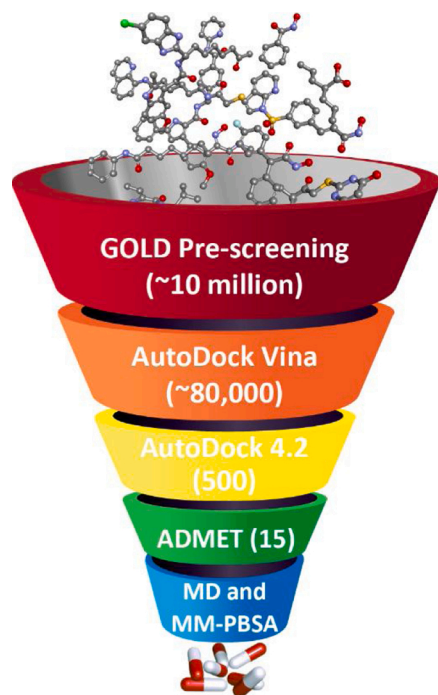 GOLD Pre-screening
(~10 million)
AutoDock Vina
(~80,000)
AutoDock 4.2
(500)
ADMET (15)
MD and
MM-PBSA